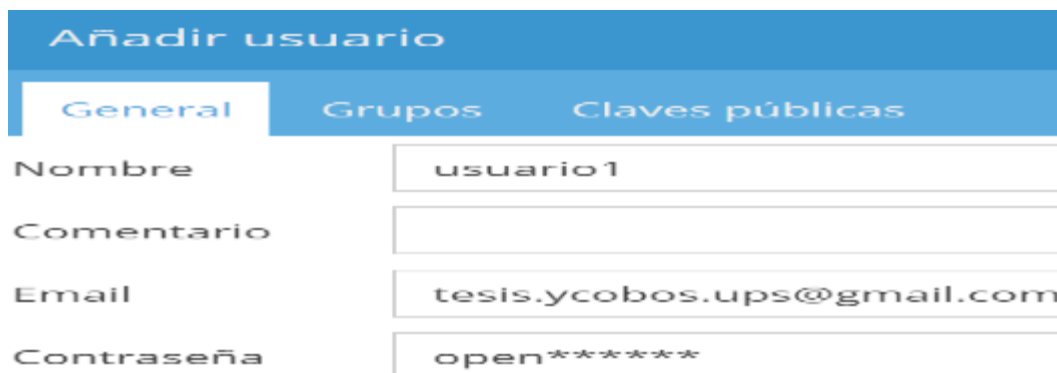 Añadir usuario
General Grupos Claves públicas
Nombre usuario1
Comentario
Email tesis.ycobos.ups@gmail.com
Contraseña open******